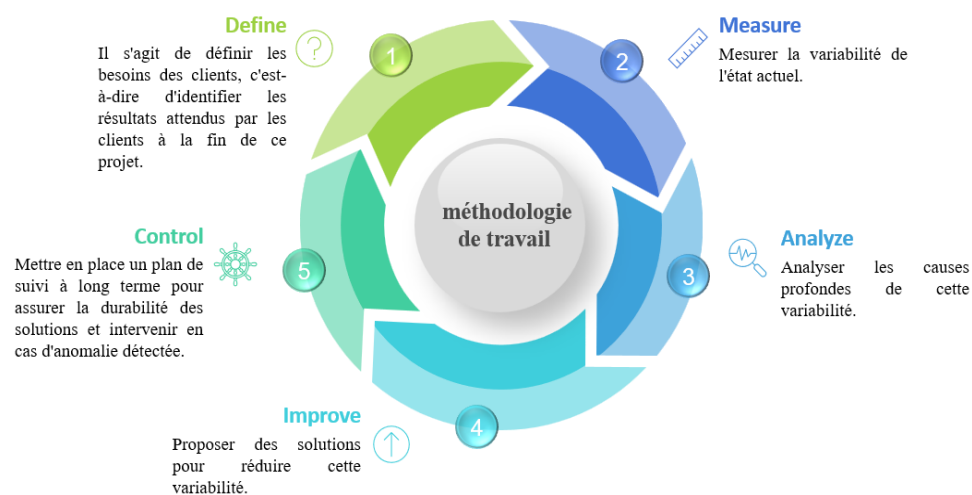 Define
1
Il s'agit de définir les
besoins des clients, c'est-
à-dire d'identifier les
résultats attendus par les
clients à la fin de ce
projet.
2
Measure
Mesurer la variabilité de
l'état actuel.
méthodologie
de travail
3
Analyze
Analyser les causes
profondes de cette
variabilité.
Improve
4
Proposer des solutions
pour réduire cette
variabilité.
Control
5
Mettre en place un plan de
suivi à long terme pour
assurer la durabilité des
solutions et intervenir en
cas d'anomalie détectée.